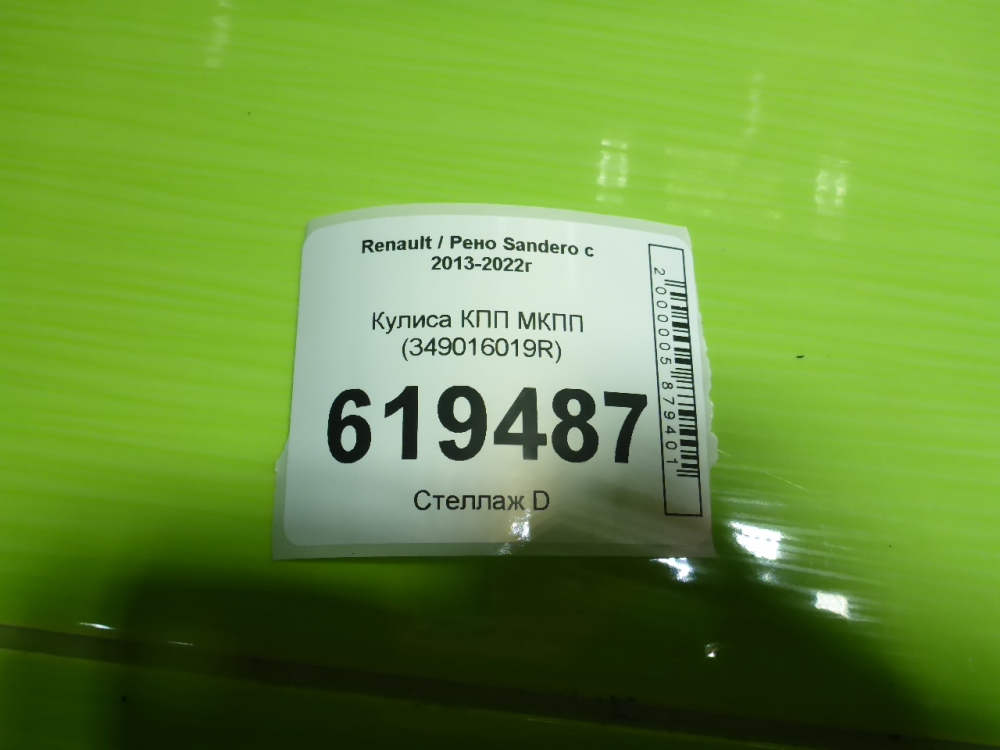 Renault / Рено Sandero с
2013-2022г
Кулиса КПП МКПП
(349016019R)
619487
Стеллаж D
2000005879401